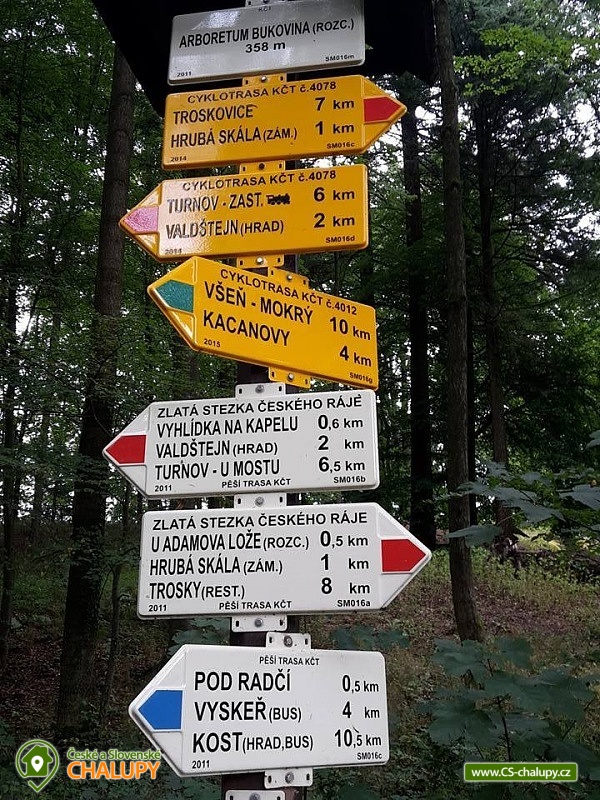 KČT
ARBORETUM BUKOVINA (ROZC.)
358 m
2011 SM016m
CYKLOTRASA KČT č.4078
TROSKOVICE 7 km
HRUBÁ SKÁLA (ZÁM.) 1 km
2014 SM016c
CYKLOTRASA KČT č.4078
TURNOV - ZAST. 6 km
VALDŠTEJN (HRAD) 2 km
2014 SM016d
CYKLOTRASA KČT č.4012
VŠEŇ - MOKRÝ 10 km
KACANOVY 4 km
2015 SM016g
ZLATÁ STEZKA ČESKÉHO RÁJE
VYHLÍDKA NA KAPELU 0,6 km
VALDŠTEJN (HRAD) 2 km
TURNOV - U MOSTU 6,5 km
2011 PĚŠÍ TRASA KČT SM016b
ZLATÁ STEZKA ČESKÉHO RÁJE
U ADAMOVA LOŽE (ROZC.) 0,5 km
HRUBÁ SKÁLA (ZÁM.) 1 km
TROSKY (REST.) 8 km
2011 PĚŠÍ TRASA KČT SM016a
PĚŠÍ TRASA KČT
POD RADČÍ 0,5 km
VYSKEŘ (BUS) 4 km
KOST (HRAD,BUS) 10,5 km
2011 SM016c
České a Slovenské
CHALUPY
www.CS-chalupy.cz